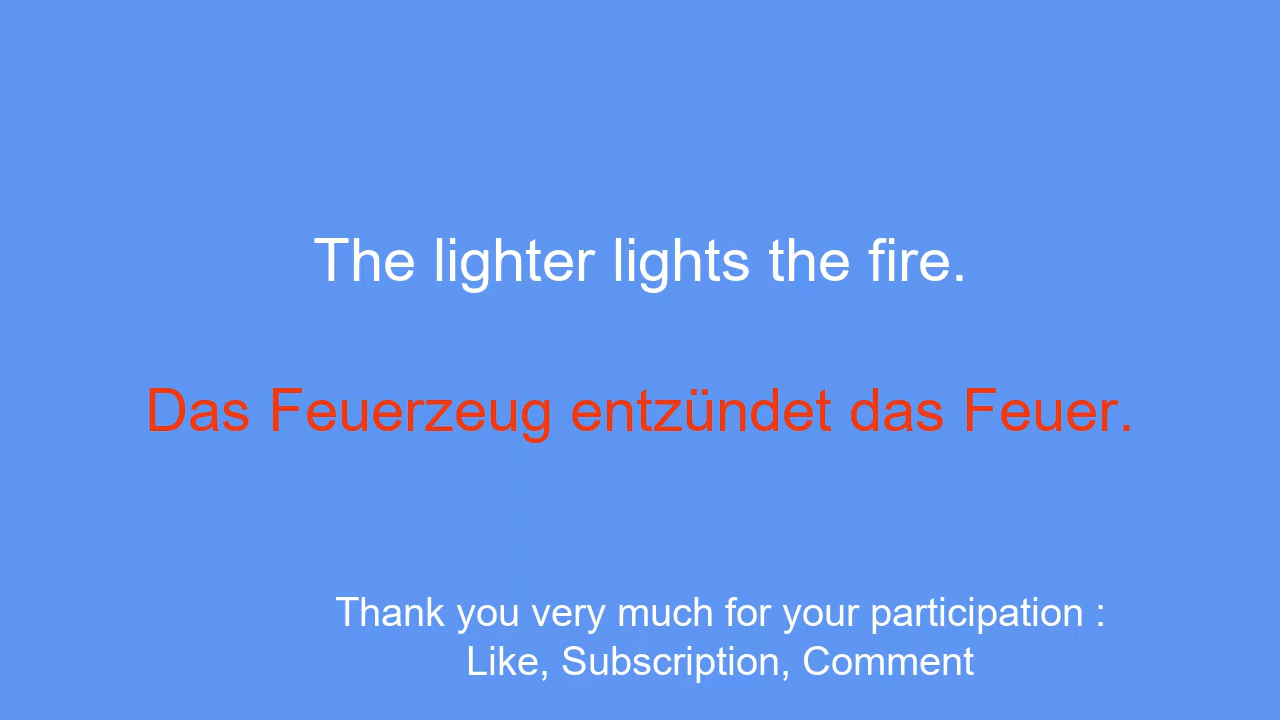 The lighter lights the fire.
Das Feuerzeug entzündet das Feuer.
Thank you very much for your participation :
Like, Subscription, Comment